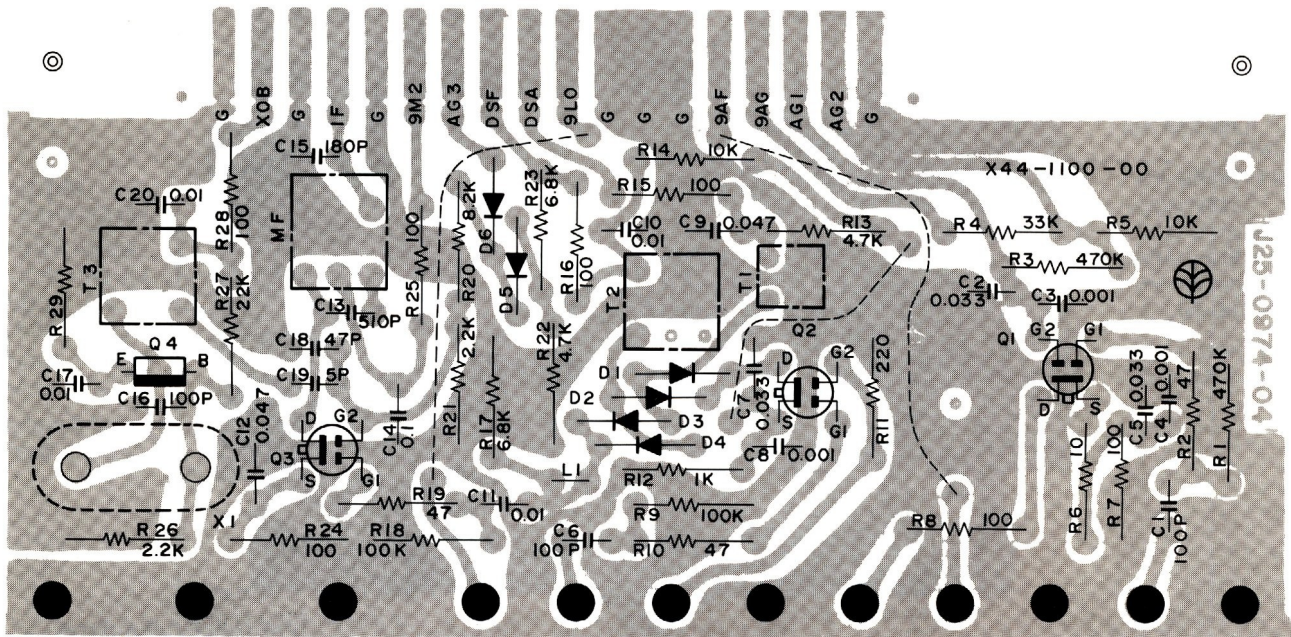 G XOB G IF G 9M2 AG3 DSF DSA 9LO G G G 9AF 9AG AG1 AG2 G
C15 180P
R14 10K
X44-1100-00
C20 0.01
R28 100
MF
R25 100
R20 8.2K
D6
D5
R23 6.8K
R16 100
R15 100
C10 0.01
C9 0.047
R13 4.7K
R4 33K
R5 10K
R3 470K
J25-0974-04
T3
R29
R27 22K
C13 510P
T2
T1
C2 0.033
C3 0.001
Q4
E B
C18 47P
C19 5P
C17 0.01
C16 100P
R21 2.2K
R17 6.8K
R22 4.7K
D1
D2
D3
D4
C7 0.033
Q2
D G2
S G1
R11 220
Q1
G2 G1
D S
C5 0.033
C4 0.001
R2 47
R1 470K
C12 0.047
Q3
D G2
S G1
C14 0.1
L1
C8 0.001
R12 1K
R19 47
C11 0.01
R9 100K
R6 10
R7 100
C1 100P
X1
R26 2.2K
R24 100
R18 100K
C6 100P
R10 47
R8 100